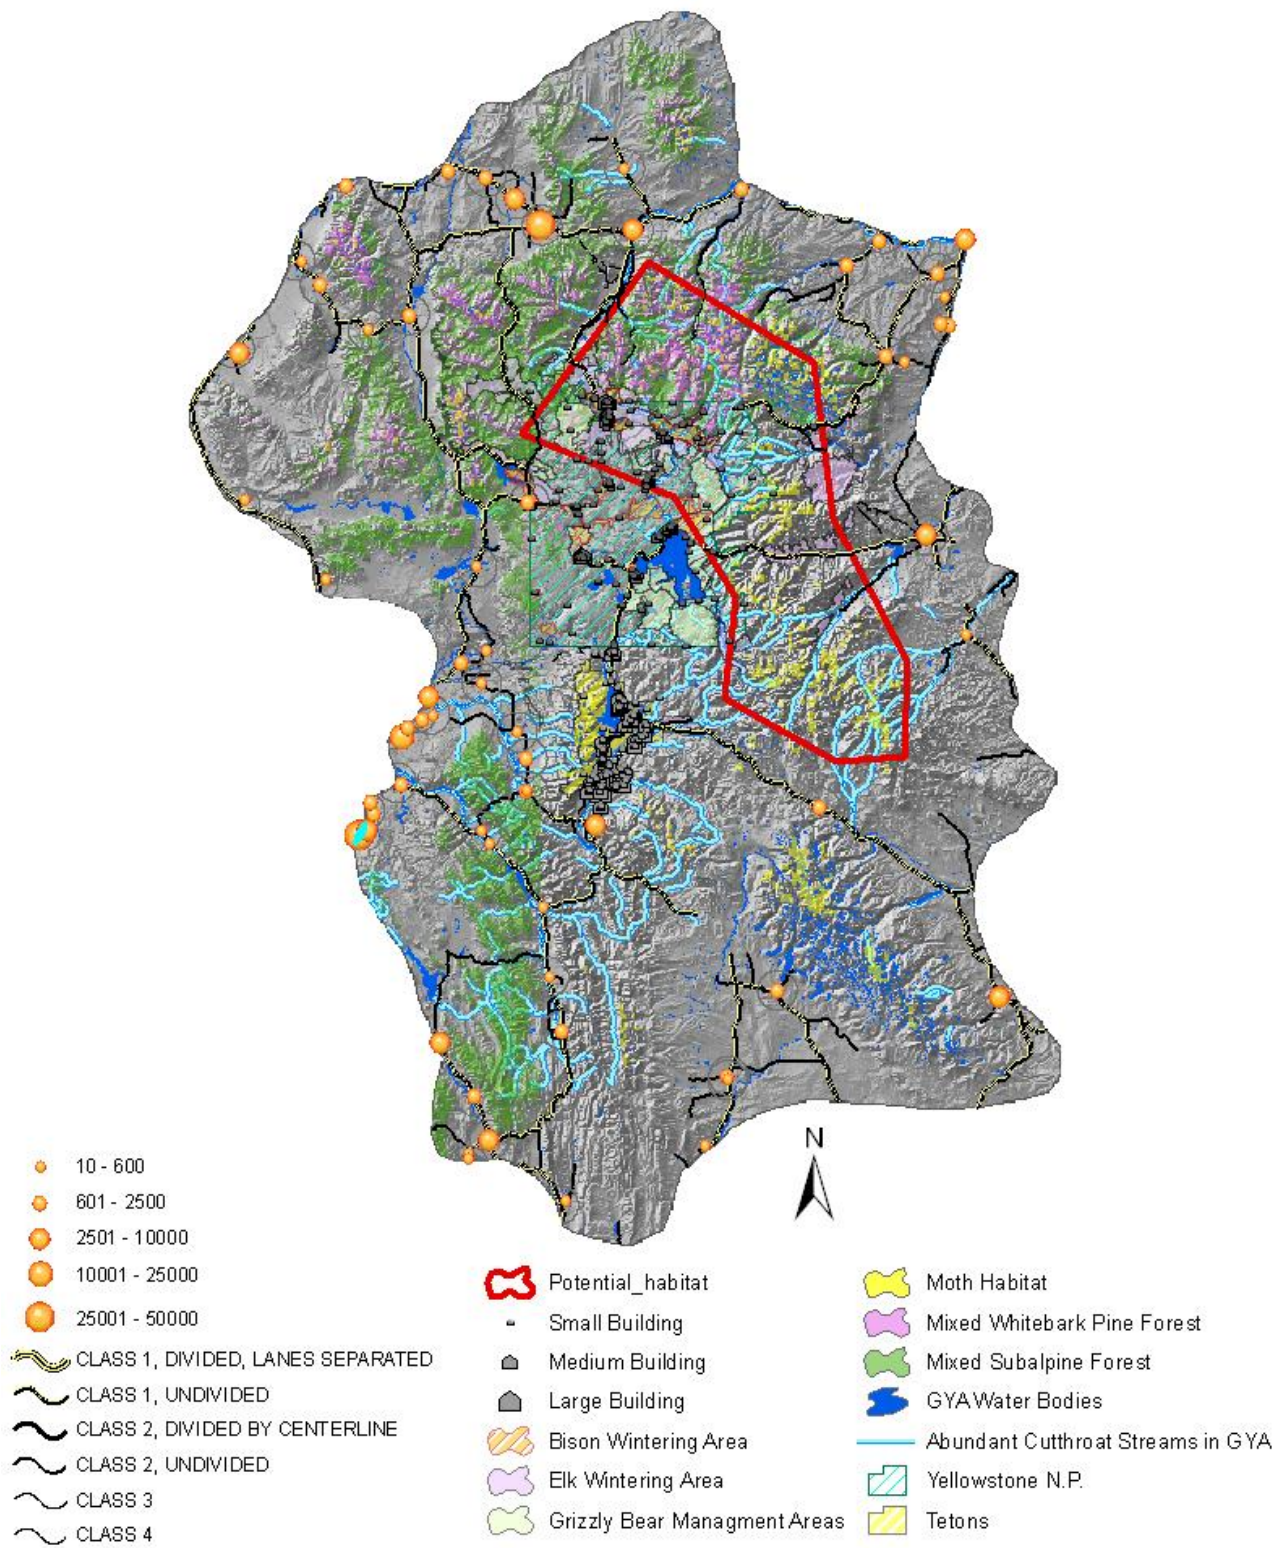 N
10 - 600
601 - 2500
2501 - 10000
10001 - 25000
25001 - 50000
CLASS 1, DIVIDED, LANES SEPARATED
CLASS 1, UNDIVIDED
CLASS 2, DIVIDED BY CENTERLINE
CLASS 2, UNDIVIDED
CLASS 3
CLASS 4
Potential_habitat
Small Building
Medium Building
Large Building
Bison Wintering Area
Elk Wintering Area
Grizzly Bear Managment Areas
Moth Habitat
Mixed Whitebark Pine Forest
Mixed Subalpine Forest
GYA Water Bodies
Abundant Cutthroat Streams in GYA
Yellowstone N.P.
Tetons